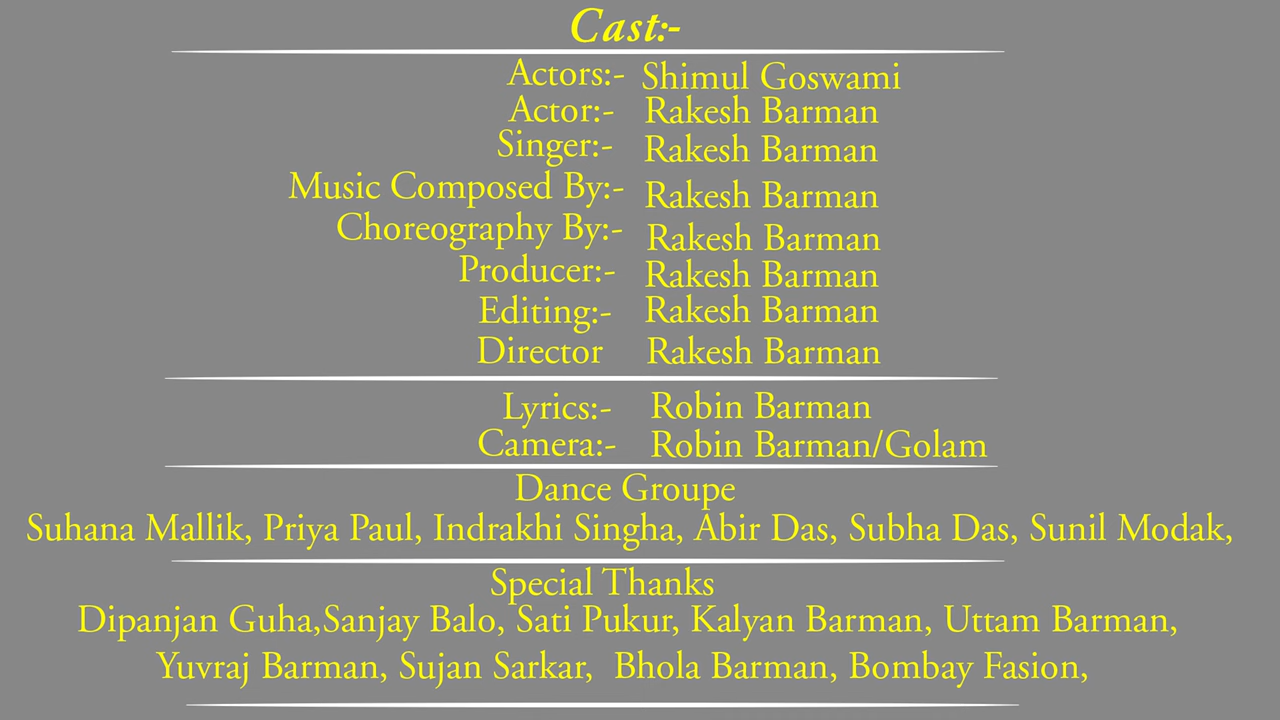 Cast:-
Actors:- Shimul Goswami
Actor:- Rakesh Barman
Singer:- Rakesh Barman
Music Composed By:- Rakesh Barman
Choreography By:- Rakesh Barman
Producer:- Rakesh Barman
Editing:- Rakesh Barman
Director Rakesh Barman
Lyrics:- Robin Barman
Camera:- Robin Barman/Golam
Dance Groupe
Suhana Mallik, Priya Paul, Indrakhi Singha, Abir Das, Subha Das, Sunil Modak,
Special Thanks
Dipanjan Guha,Sanjay Balo, Sati Pukur, Kalyan Barman, Uttam Barman,
Yuvraj Barman, Sujan Sarkar, Bhola Barman, Bombay Fasion,